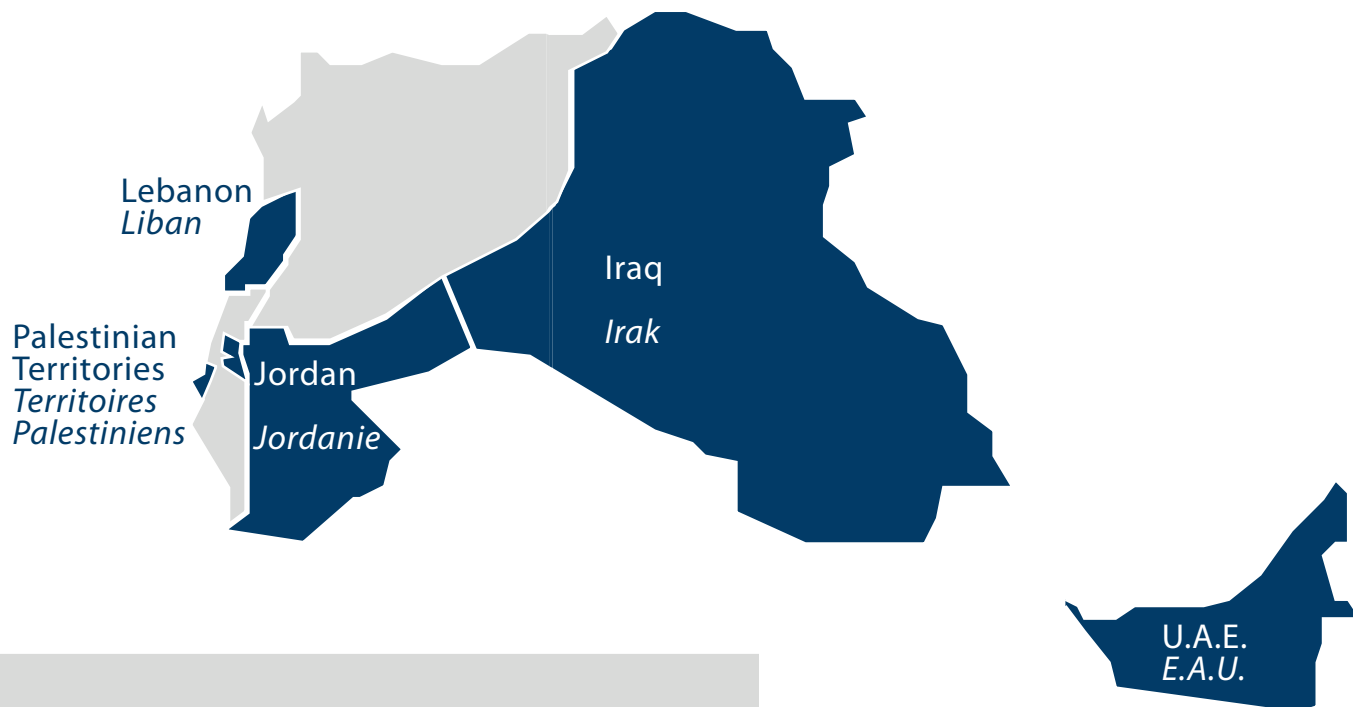 Lebanon
Liban
Iraq
Irak
Palestinian
Territories
Territoires
Palestiniens
Jordan
Jordanie
U.A.E.
E.A.U.